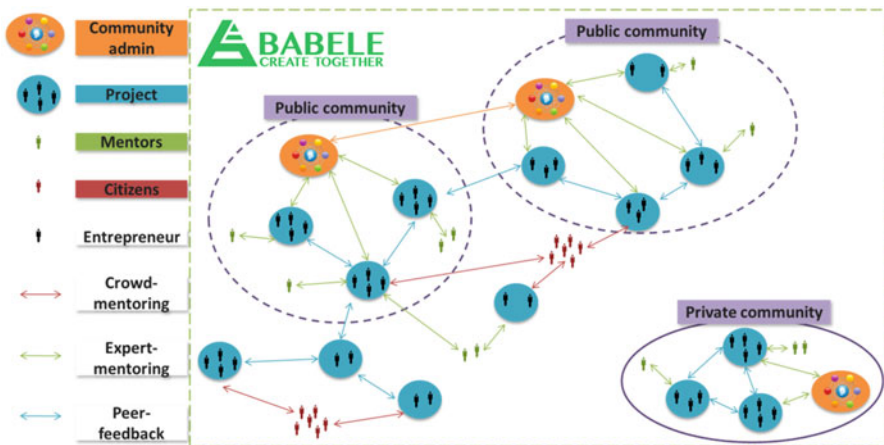 Community
admin
Project
Mentors
Citizens
Entrepreneur
Crowd-
mentoring
Expert-
mentoring
Peer-
feedback
BABELE
CREATE TOGETHER
Public community
Public community
Private community